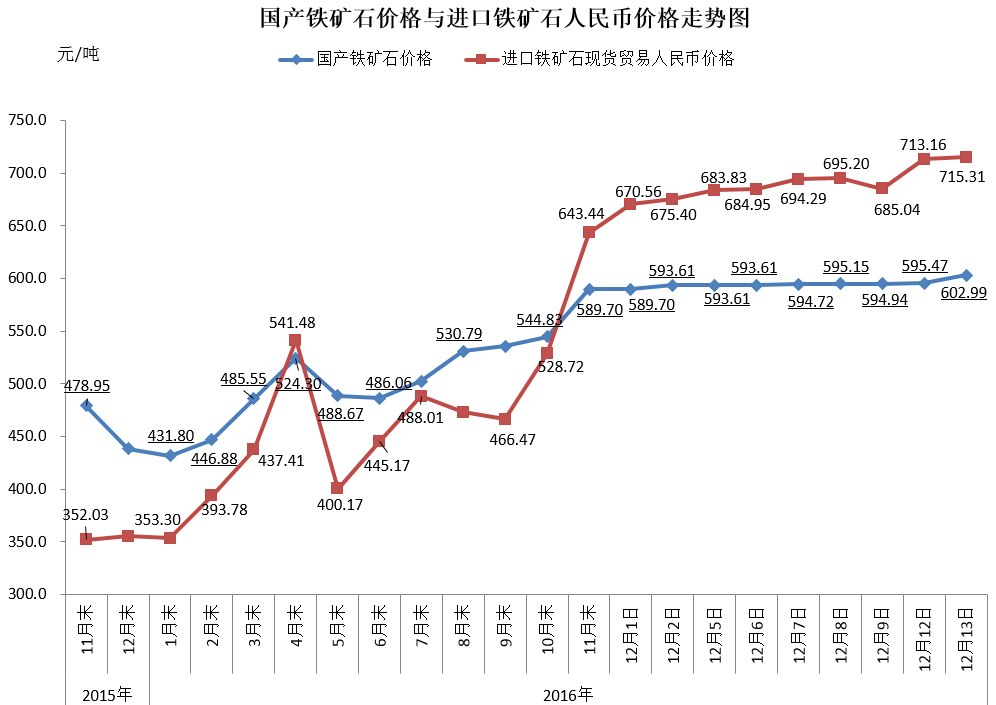 国产铁矿石价格与进口铁矿石人民币价格走势图
元/吨
国产铁矿石价格
进口铁矿石现货贸易人民币价格
750.0
700.0
650.0
600.0
550.0
500.0
450.0
400.0
350.0
300.0
478.95
431.80
446.88
485.55
524.30
488.67
486.06
530.79
544.83
589.70
589.70
593.61
593.61
593.61
594.72
595.15
594.94
595.47
602.99
352.03
353.30
393.78
437.41
541.48
400.17
445.17
488.01
466.47
528.72
643.44
670.56
675.40
683.83
684.95
694.29
695.20
685.04
713.16
715.31
11月末
12月末
1月末
2月末
3月末
4月末
5月末
6月末
7月末
8月末
9月末
10月末
11月末
12月1日
12月2日
12月5日
12月6日
12月7日
12月8日
12月9日
12月12日
12月13日
2015年
2016年